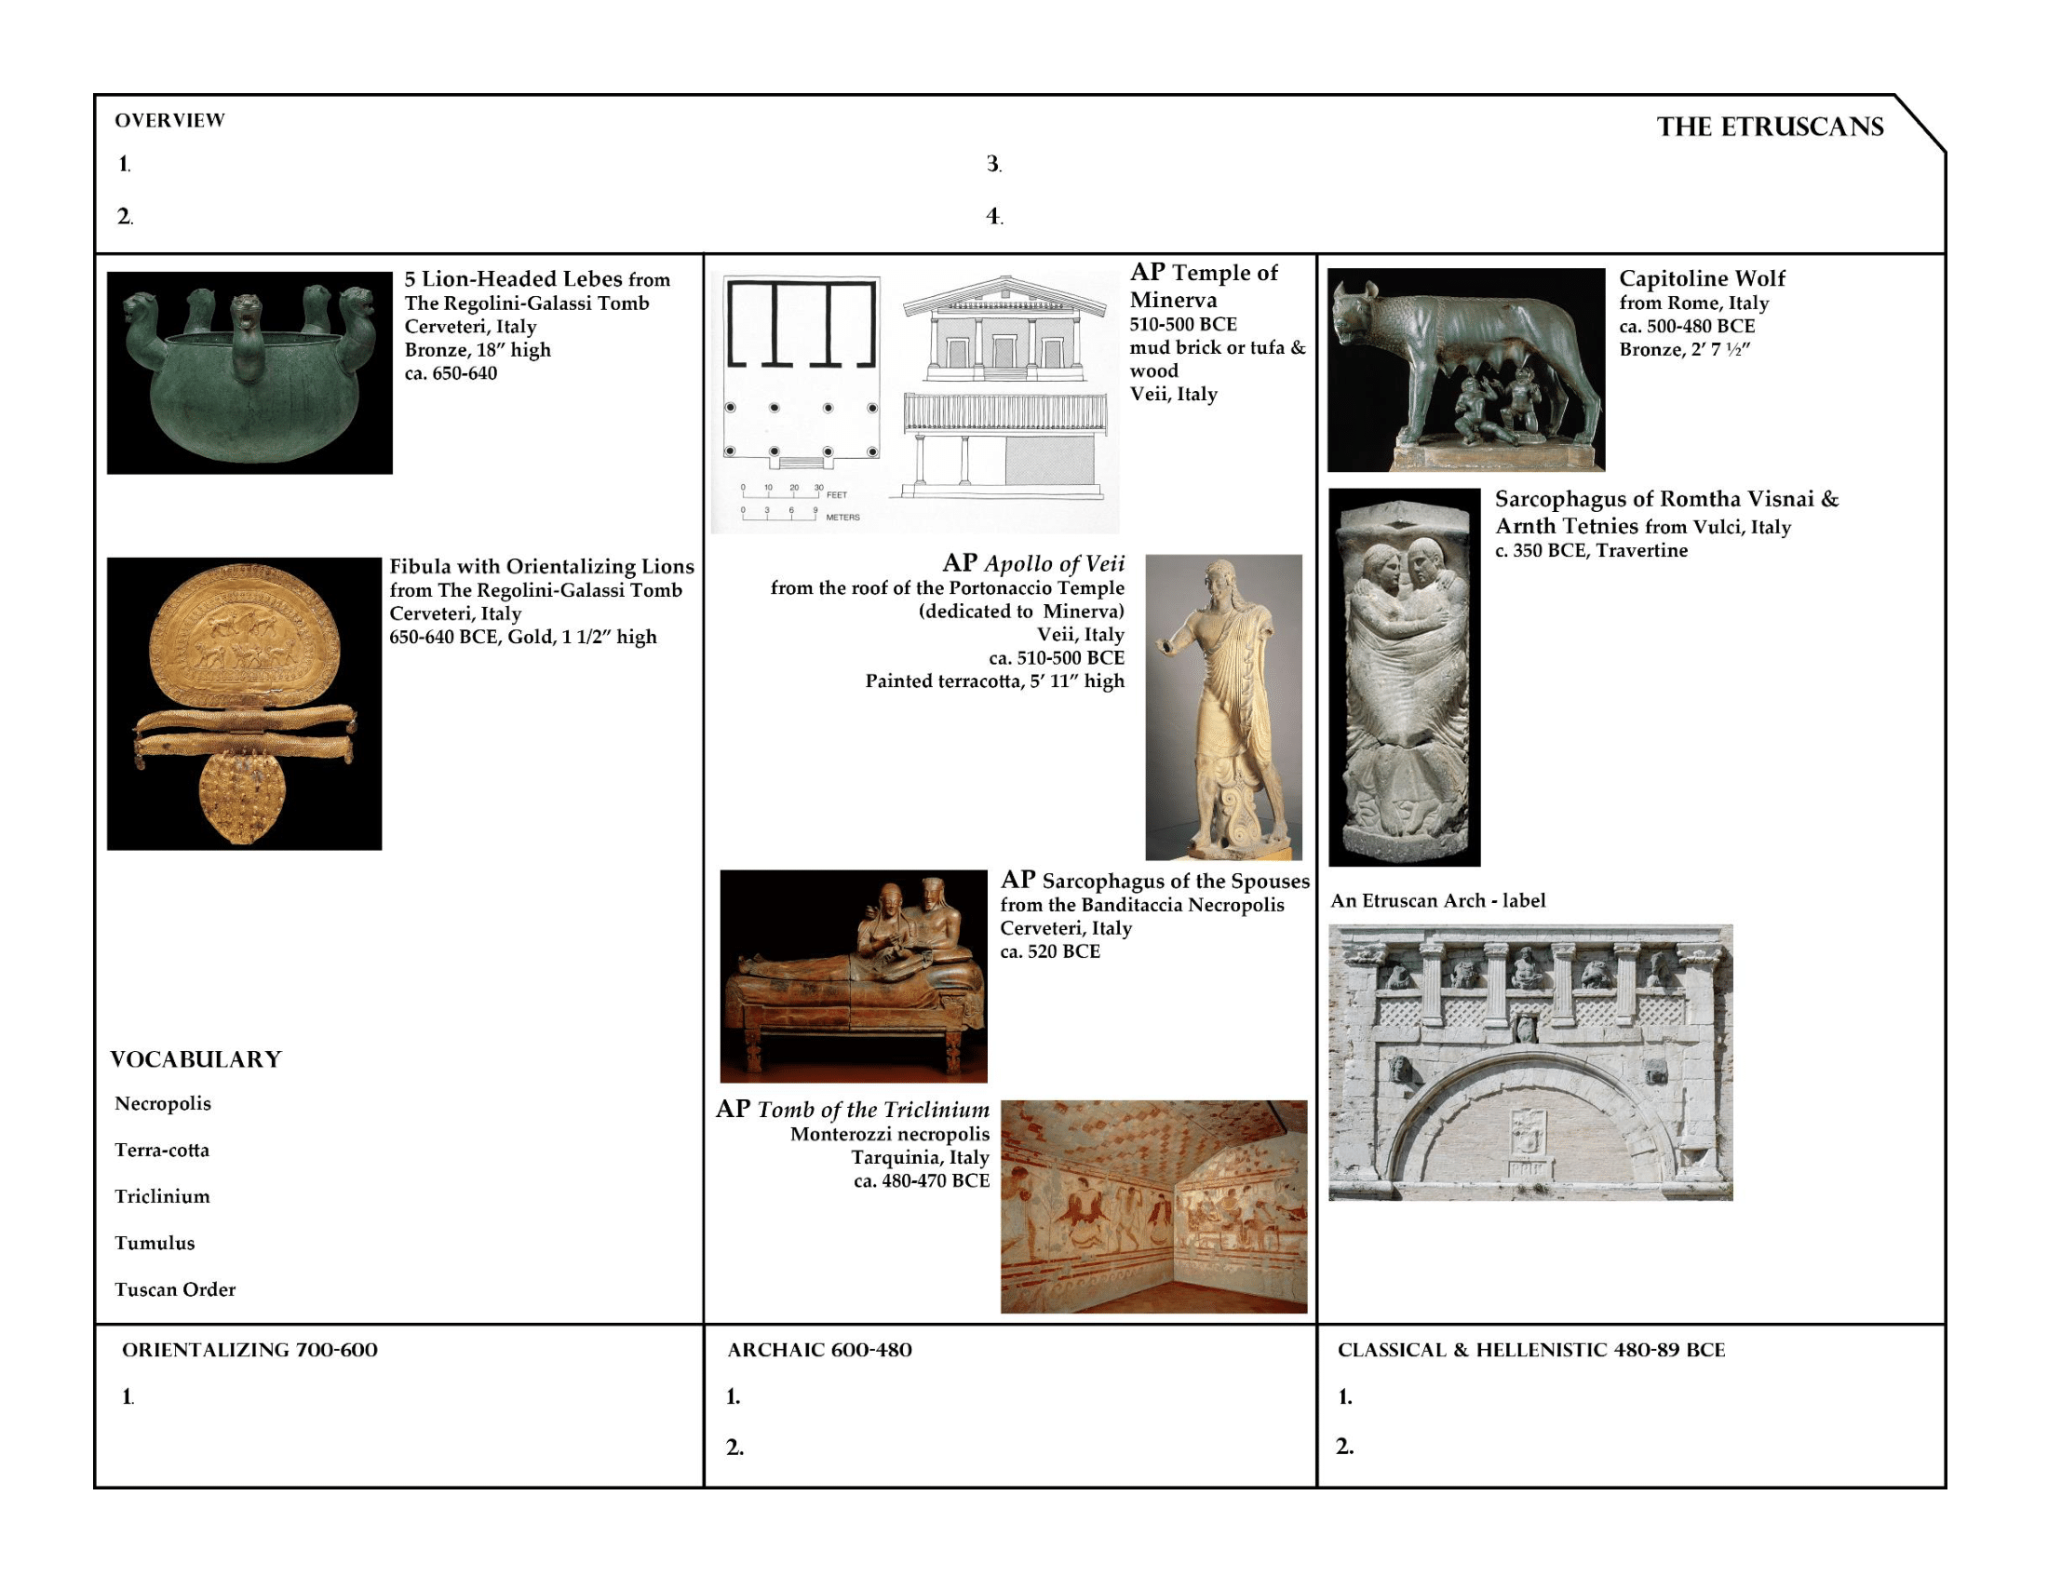 OVERVIEW
THE ETRUSCANS
1.
2.
3.
4.
5 Lion-Headed Lebes from
The Regolini-Galassi Tomb
Cerveteri, Italy
Bronze, 18” high
ca. 650-640
Fibula with Orientalizing Lions
from The Regolini-Galassi Tomb
Cerveteri, Italy
650-640 BCE, Gold, 1 1/2” high
VOCABULARY
Necropolis
Terra-cotta
Triclinium
Tumulus
Tuscan Order
0 10 20 30 FEET
0 3 6 9 METERS
AP Temple of
Minerva
510-500 BCE
mud brick or tufa &
wood
Veii, Italy
AP Apollo of Veii
from the roof of the Portonaccio Temple
(dedicated to Minerva)
Veii, Italy
ca. 510-500 BCE
Painted terracotta, 5’ 11” high
AP Sarcophagus of the Spouses
from the Banditaccia Necropolis
Cerveteri, Italy
ca. 520 BCE
AP Tomb of the Triclinium
Monterozzi necropolis
Tarquinia, Italy
ca. 480-470 BCE
Capitoline Wolf
from Rome, Italy
ca. 500-480 BCE
Bronze, 2’ 7 ½”
Sarcophagus of Romtha Visnai &
Arnth Tetnies from Vulci, Italy
c. 350 BCE, Travertine
An Etruscan Arch - label
ORIENTALIZING 700-600
1.
ARCHAIC 600-480
1.
2.
CLASSICAL & HELLENISTIC 480-89 BCE
1.
2.